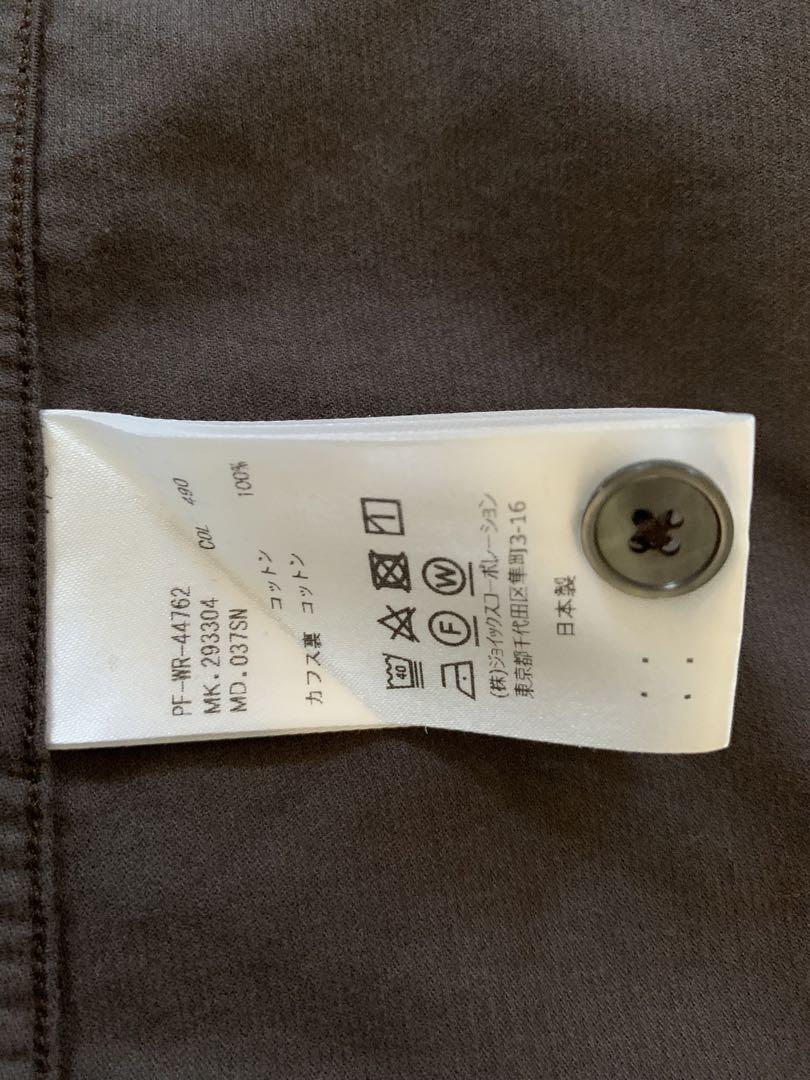 PF-WR-44762
MK.293304 COL 490
MD.037SN
コットン 100%
カフス裏 コットン
40
F W
(株)ジョイックスコーポレーション
東京都千代田区隼町3-16
日本製